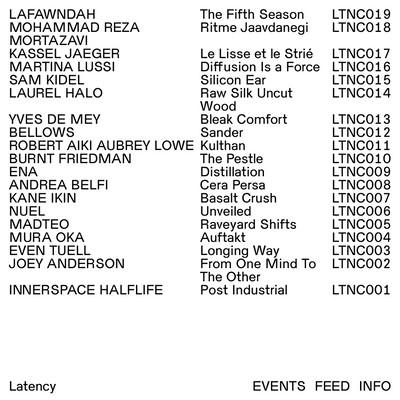 LAFAWNDAH The Fifth Season LTNC019
MOHAMMAD REZA Ritme Jaavdanegi LTNC018
MORTAZAVI
KASSEL JAEGER Le Lisse et le Strié LTNC017
MARTINA LUSSI Diffusion Is a Force LTNC016
SAM KIDEL Silicon Ear LTNC015
LAUREL HALO Raw Silk Uncut LTNC014
Wood
YVES DE MEY Bleak Comfort LTNC013
BELLOWS Sander LTNC012
ROBERT AIKI AUBREY LOWE Kulthan LTNC011
BURNT FRIEDMAN The Pestle LTNC010
ENA Distillation LTNC009
ANDREA BELFI Cera Persa LTNC008
KANE IKIN Basalt Crush LTNC007
NUEL Unveiled LTNC006
MADTEO Raveyard Shifts LTNC005
MURA OKA Auftakt LTNC004
EVEN TUELL Longing Way LTNC003
JOEY ANDERSON From One Mind To LTNC002
The Other
INNERSPACE HALFLIFE Post Industrial LTNC001
Latency EVENTS FEED INFO